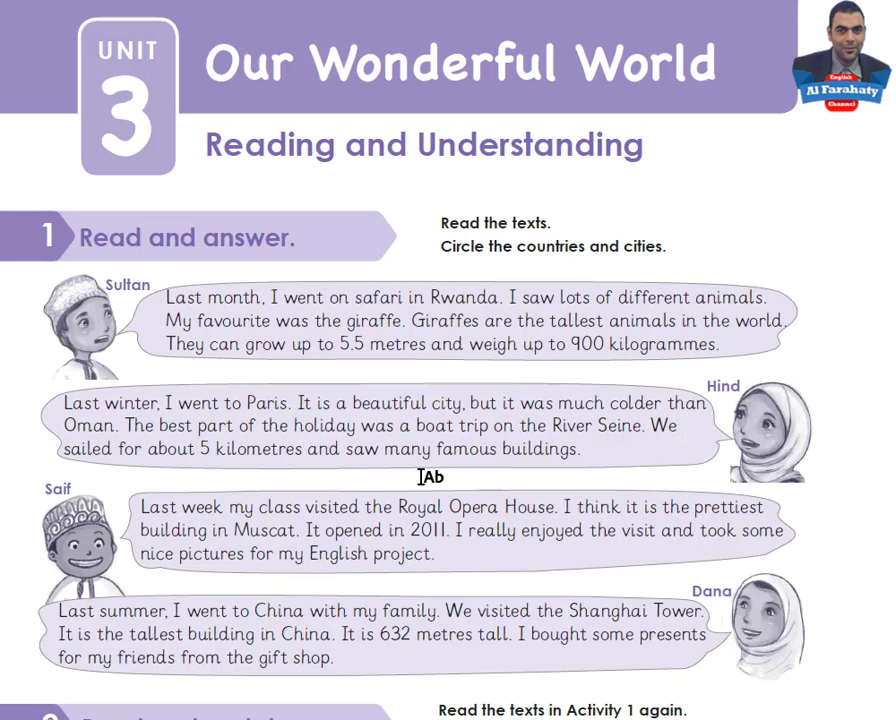 UNIT
3
Our Wonderful World
English
Al Farahaty
Channel
Reading and Understanding
1 Read and answer.
Read the texts.
Circle the countries and cities.
Sultan
Last month, I went on safari in Rwanda. I saw lots of different animals.
My favourite was the giraffe. Giraffes are the tallest animals in the world.
They can grow up to 5.5 metres and weigh up to 900 kilogrammes.
Hind
Last winter, I went to Paris. It is a beautiful city, but it was much colder than
Oman. The best part of the holiday was a boat trip on the River Seine. We
sailed for about 5 kilometres and saw many famous buildings.
Ab
Saif
Last week my class visited the Royal Opera House. I think it is the prettiest
building in Muscat. It opened in 2011. I really enjoyed the visit and took some
nice pictures for my English project.
Dana
Last summer, I went to China with my family. We visited the Shanghai Tower.
It is the tallest building in China. It is 632 metres tall. I bought some presents
for my friends from the gift shop.
Read the texts in Activity 1 again.